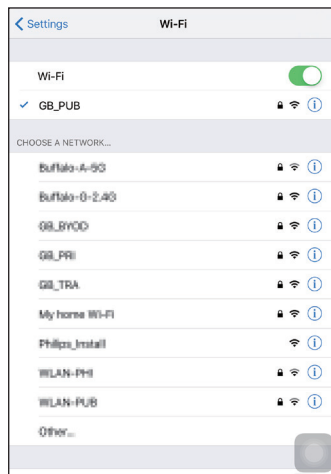 Settings
Wi-Fi
Wi-Fi
GB_PUB
CHOOSE A NETWORK...
Buffalo-A-5G
Buffalo-G-2.4G
GB_BYOD
GB_PRI
GB_TRA
My home Wi-Fi
Philips_Install
WLAN-PHI
WLAN-PUB
Other...